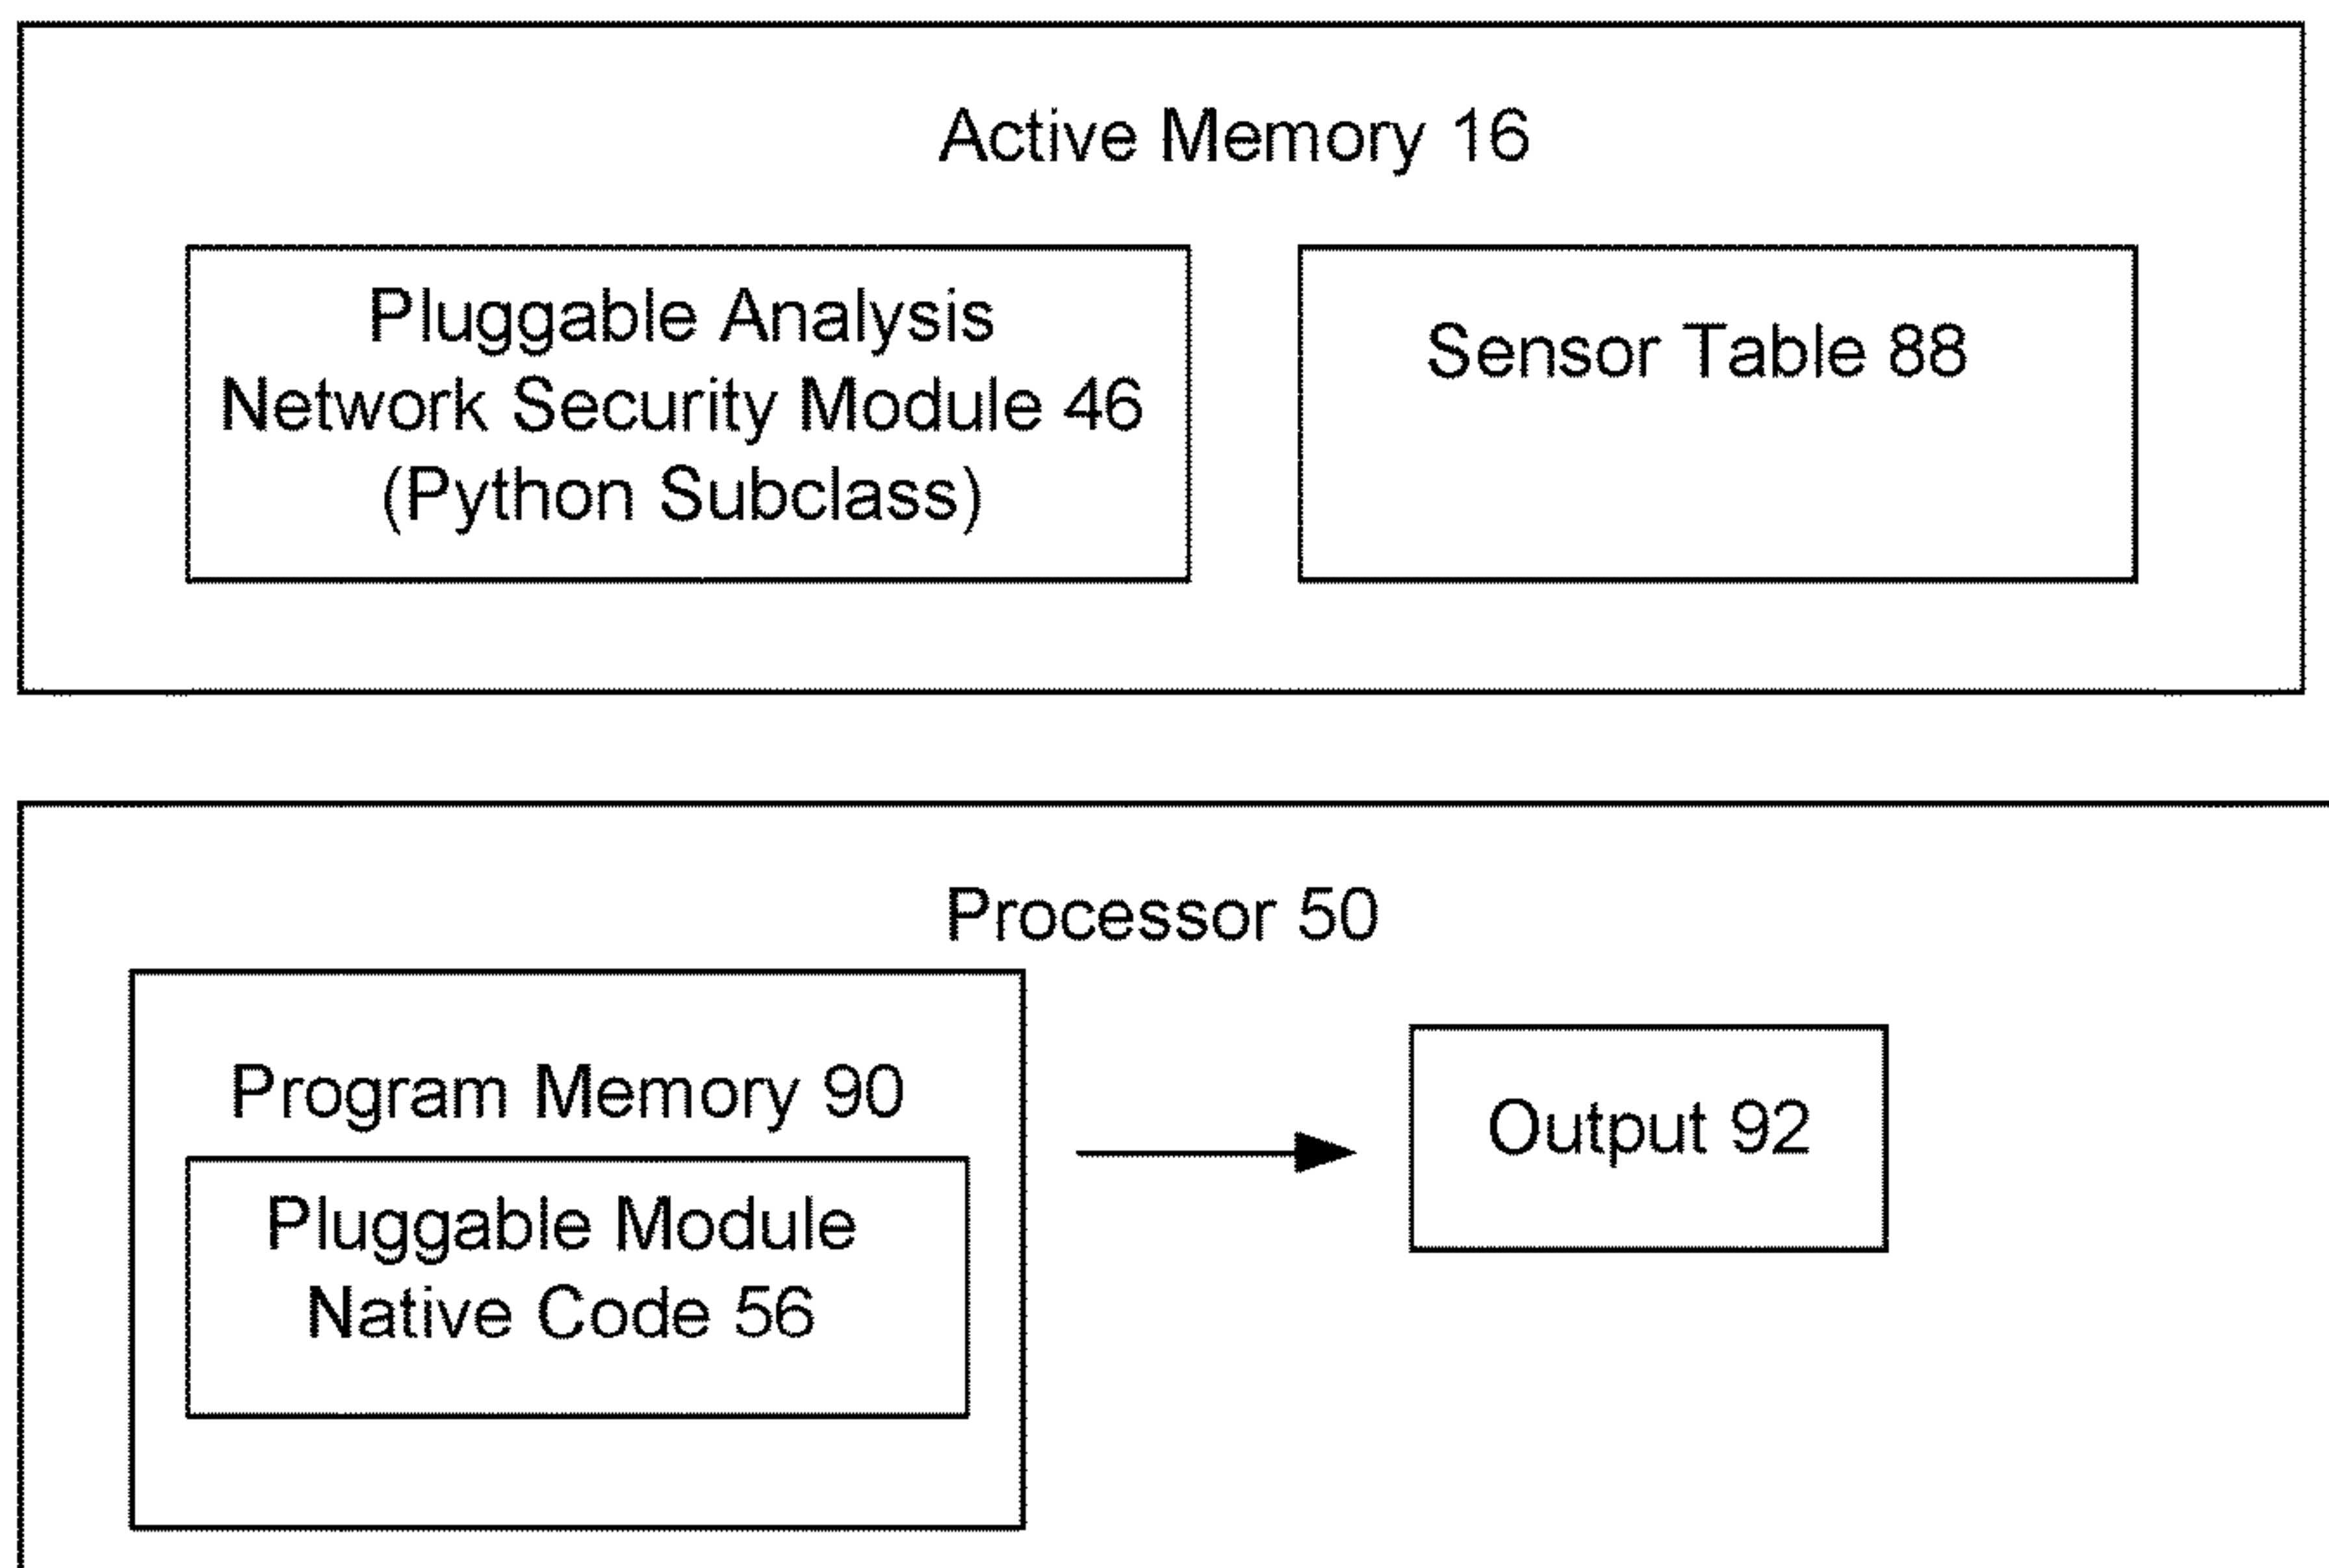 Active Memory 16
Pluggable Analysis
Network Security Module 46
(Python Subclass)
Sensor Table 88
Processor 50
Program Memory 90
Pluggable Module
Native Code 56
Output 92